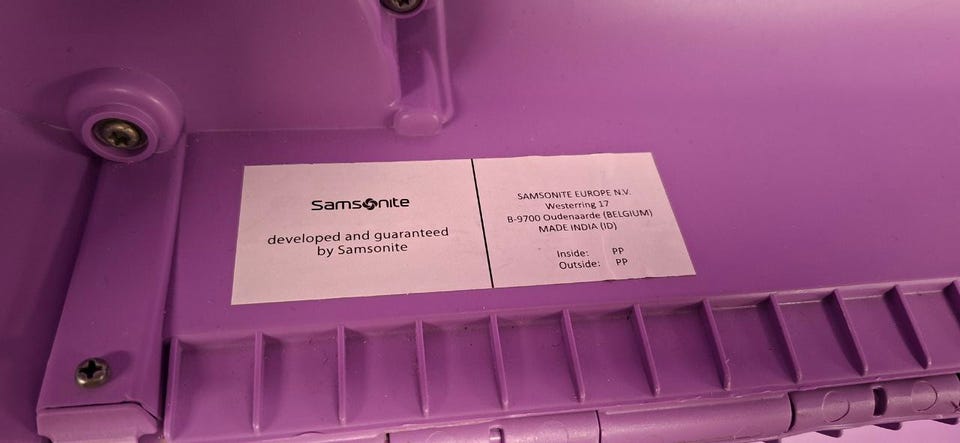 Samsonite
developed and guaranteed
by Samsonite
SAMSONITE EUROPE N.V.
Westerring 17
B-9700 Oudenaarde (BELGIUM)
MADE INDIA (ID)
Inside: PP
Outside: PP